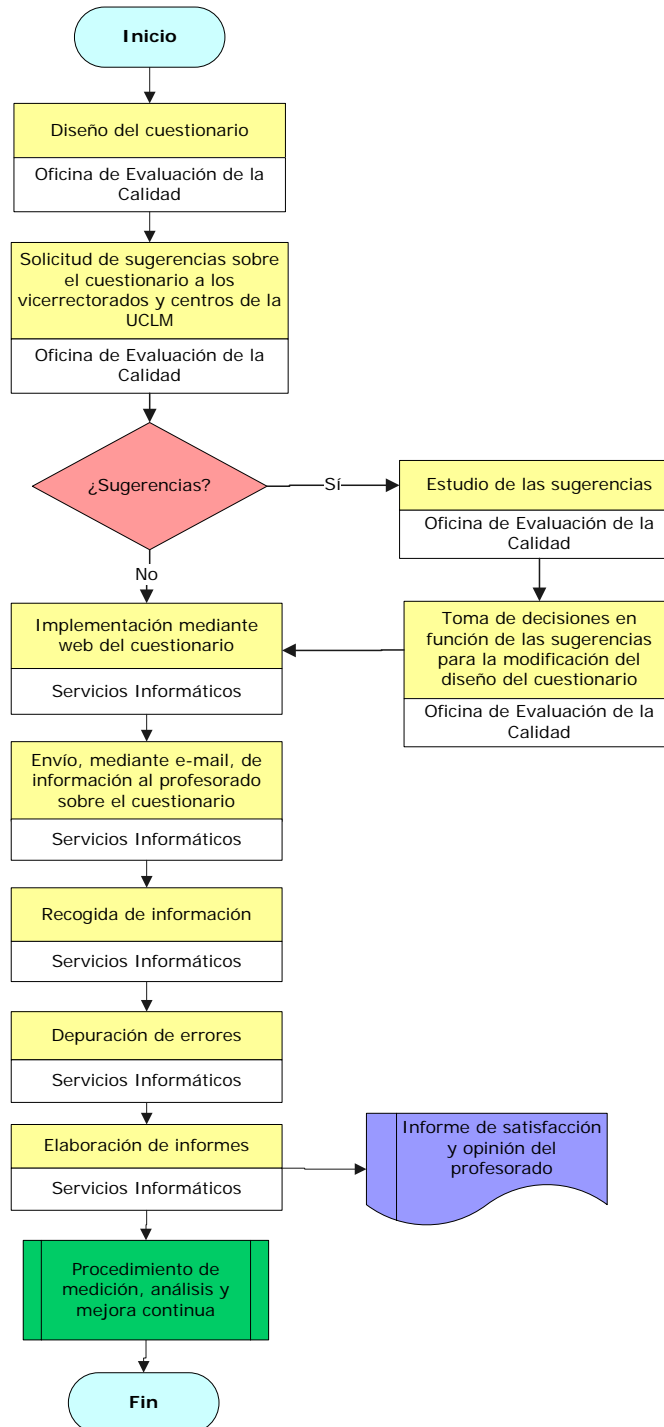 Inicio
Diseño del cuestionario
Oficina de Evaluación de la
Calidad
Solicitud de sugerencias sobre
el cuestionario a los
vicerrectorados y centros de la
UCLM
Oficina de Evaluación de la
Calidad
¿Sugerencias?
Sí
Estudio de las sugerencias
Oficina de Evaluación de la
Calidad
Toma de decisiones en
función de las sugerencias
para la modificación del
diseño del cuestionario
Oficina de Evaluación de la
Calidad
No
Implementación mediante
web del cuestionario
Servicios Informáticos
Envío, mediante e-mail, de
información al profesorado
sobre el cuestionario
Servicios Informáticos
Recogida de información
Servicios Informáticos
Depuración de errores
Servicios Informáticos
Elaboración de informes
Servicios Informáticos
Informe de satisfacción
y opinión del
profesorado
Procedimiento de
medición, análisis y
mejora continua
Fin